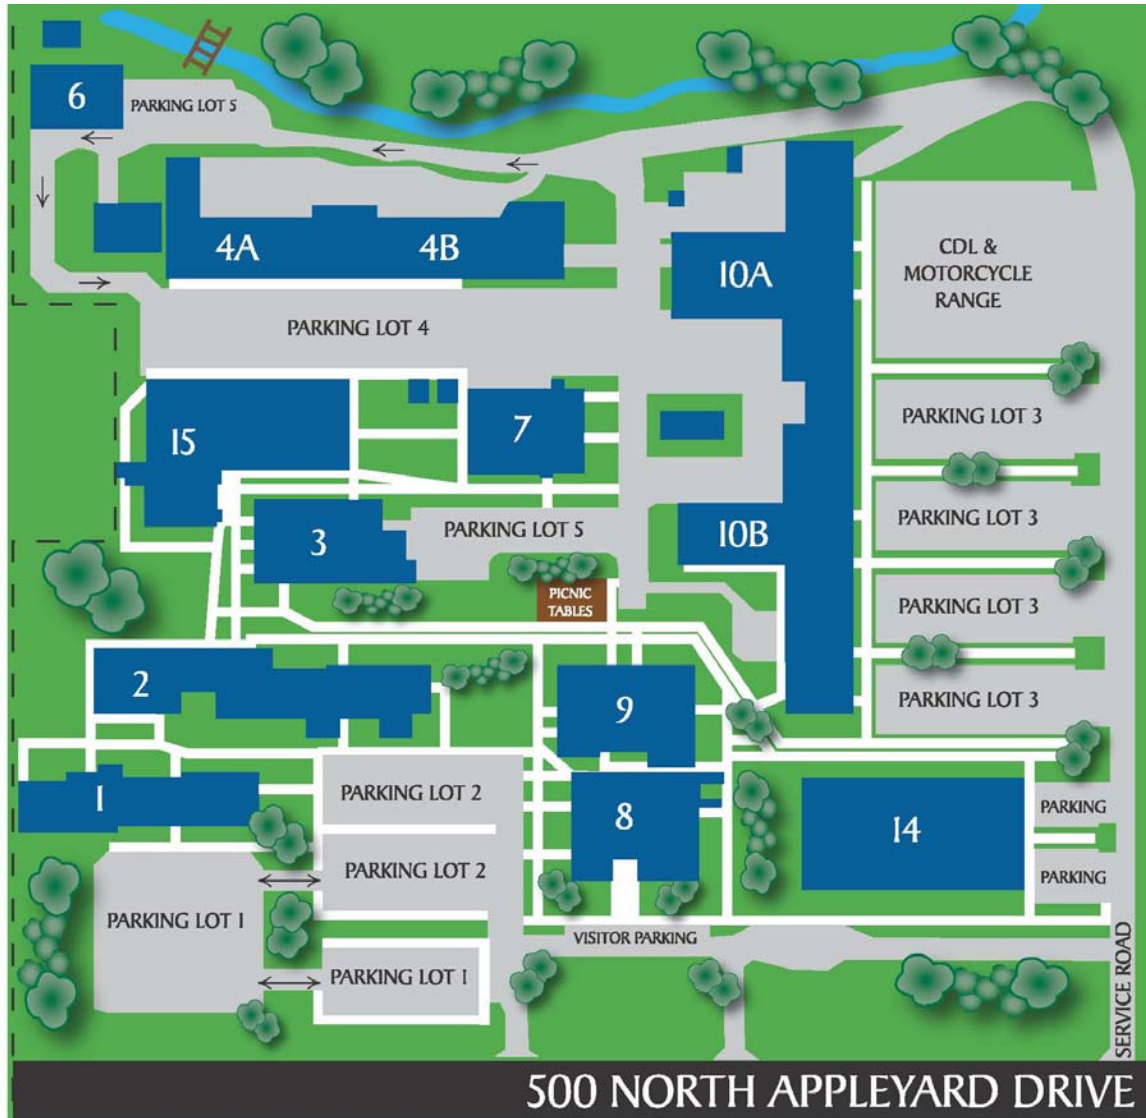 6
PARKING LOT 5
4A
4B
10A
CDL &
MOTORCYCLE
RANGE
PARKING LOT 4
15
7
PARKING LOT 3
3
PARKING LOT 5
10B
PARKING LOT 3
PICNIC
TABLES
PARKING LOT 3
2
9
PARKING LOT 3
1
PARKING LOT 2
8
14
PARKING
PARKING LOT 2
PARKING
PARKING LOT 1
VISITOR PARKING
PARKING LOT 1
SERVICE ROAD
500 NORTH APPLEYARD DRIVE